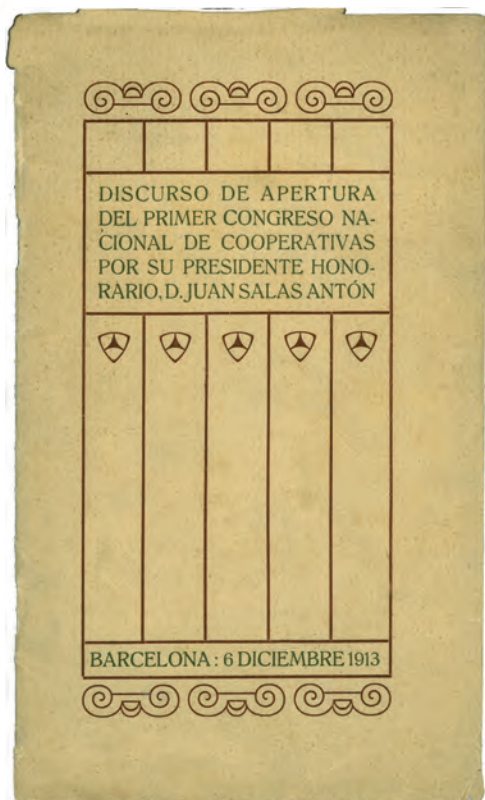 DISCURSO DE APERTURA
DEL PRIMER CONGRESO NA-
CIONAL DE COOPERATIVAS
POR SU PRESIDENTE HONO-
RARIO, D. JUAN SALAS ANTÓN
BARCELONA: 6 DICIEMBRE 1913